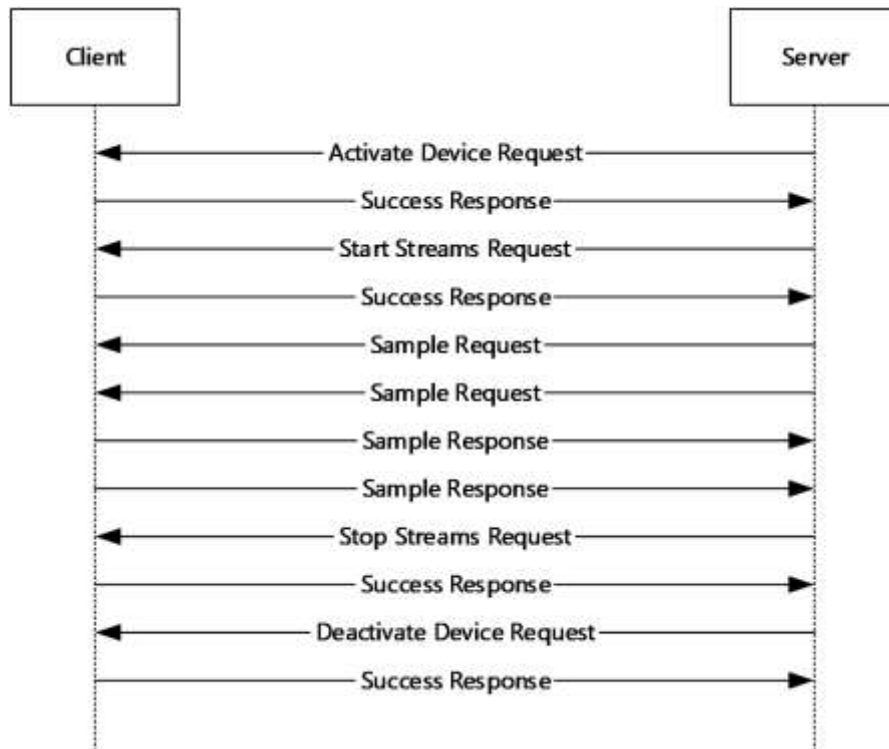 Client
Server
Activate Device Request
Success Response
Start Streams Request
Success Response
Sample Request
Sample Request
Sample Response
Sample Response
Stop Streams Request
Success Response
Deactivate Device Request
Success Response